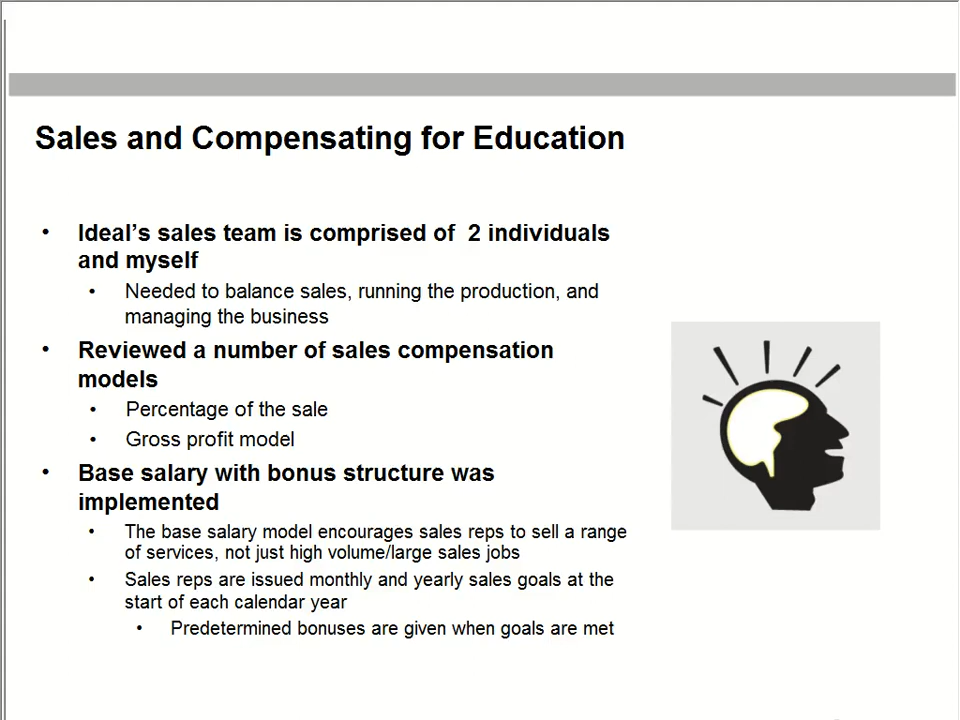 Sales and Compensating for Education
• Ideal’s sales team is comprised of 2 individuals
and myself
• Needed to balance sales, running the production, and
managing the business
• Reviewed a number of sales compensation
models
• Percentage of the sale
• Gross profit model
• Base salary with bonus structure was
implemented
• The base salary model encourages sales reps to sell a range
of services, not just high volume/large sales jobs
• Sales reps are issued monthly and yearly sales goals at the
start of each calendar year
• Predetermined bonuses are given when goals are met